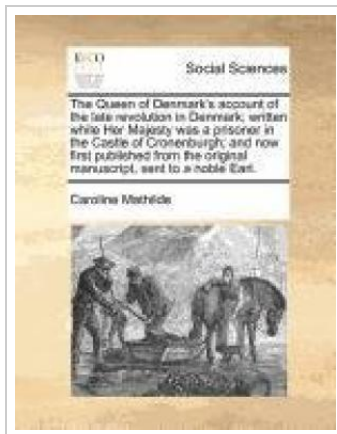 ECCO
Social Sciences
The Queen of Denmark's account of
the late revolution in Denmark; written
while Her Majesty was a prisoner in
the Castle of Cronenburgh; and now
first published from the original
manuscript, sent to a noble Earl.
Caroline Mathilde